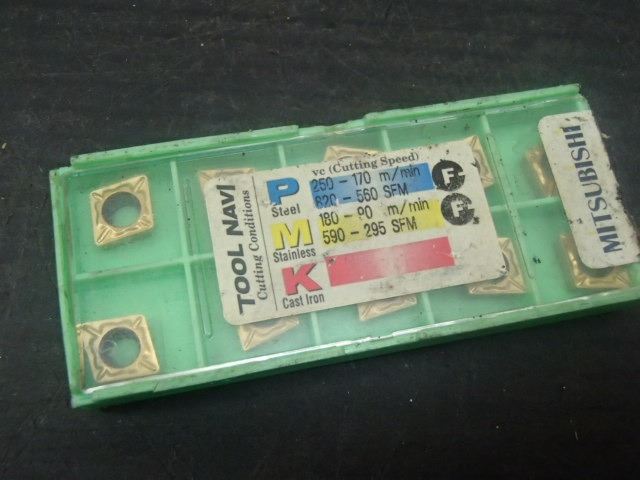 TOOL NAVI
Cutting Conditions
vc (Cutting Speed)
P 250 - 170 m/min F
Steel 820 - 560 SFM
M 180 - 90 m/min F
Stainless 590 - 295 SFM
K
Cast Iron
MITSUBISHI